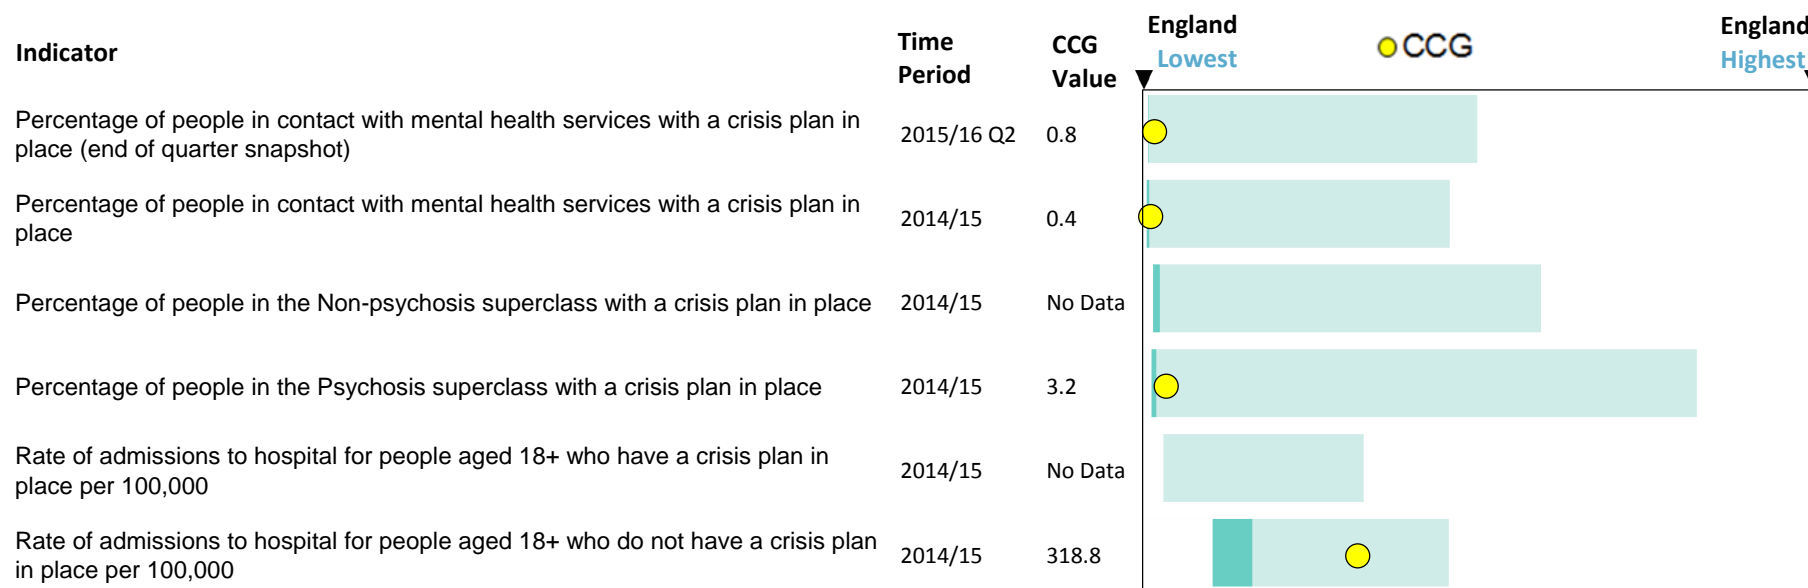 Indicator
Time
Period
CCG
Value
England
Lowest
CCG
England
Highest
Percentage of people in contact with mental health services with a crisis plan in
place (end of quarter snapshot)
2015/16 Q2
0.8
Percentage of people in contact with mental health services with a crisis plan in
place
2014/15
0.4
Percentage of people in the Non-psychosis superclass with a crisis plan in place
2014/15
No Data
Percentage of people in the Psychosis superclass with a crisis plan in place
2014/15
3.2
Rate of admissions to hospital for people aged 18+ who have a crisis plan in
place per 100,000
2014/15
No Data
Rate of admissions to hospital for people aged 18+ who do not have a crisis plan
in place per 100,000
2014/15
318.8